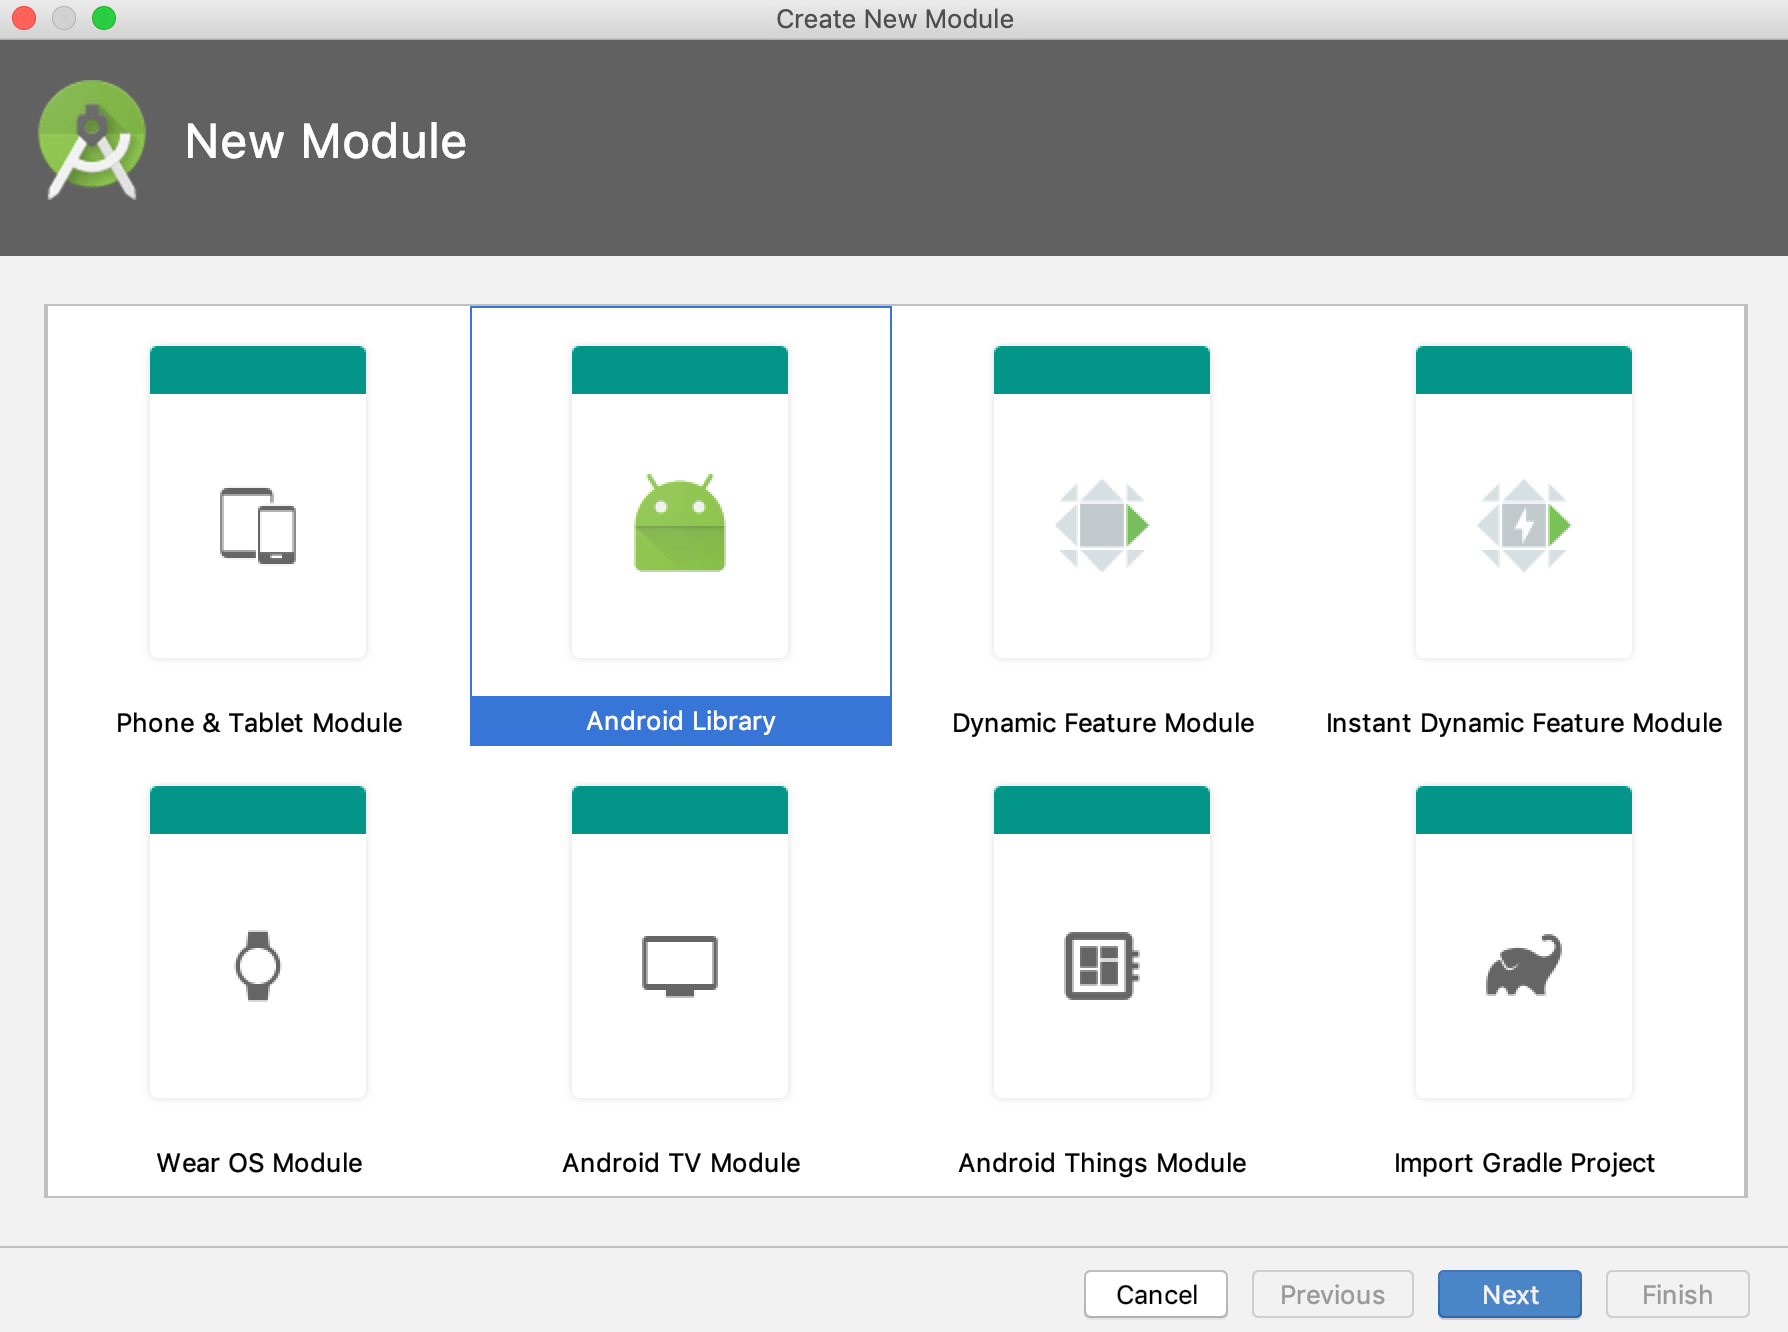 Create New Module
New Module
Phone & Tablet Module
Android Library
Dynamic Feature Module
Instant Dynamic Feature Module
Wear OS Module
Android TV Module
Android Things Module
Import Gradle Project
Cancel
Previous
Next
Finish